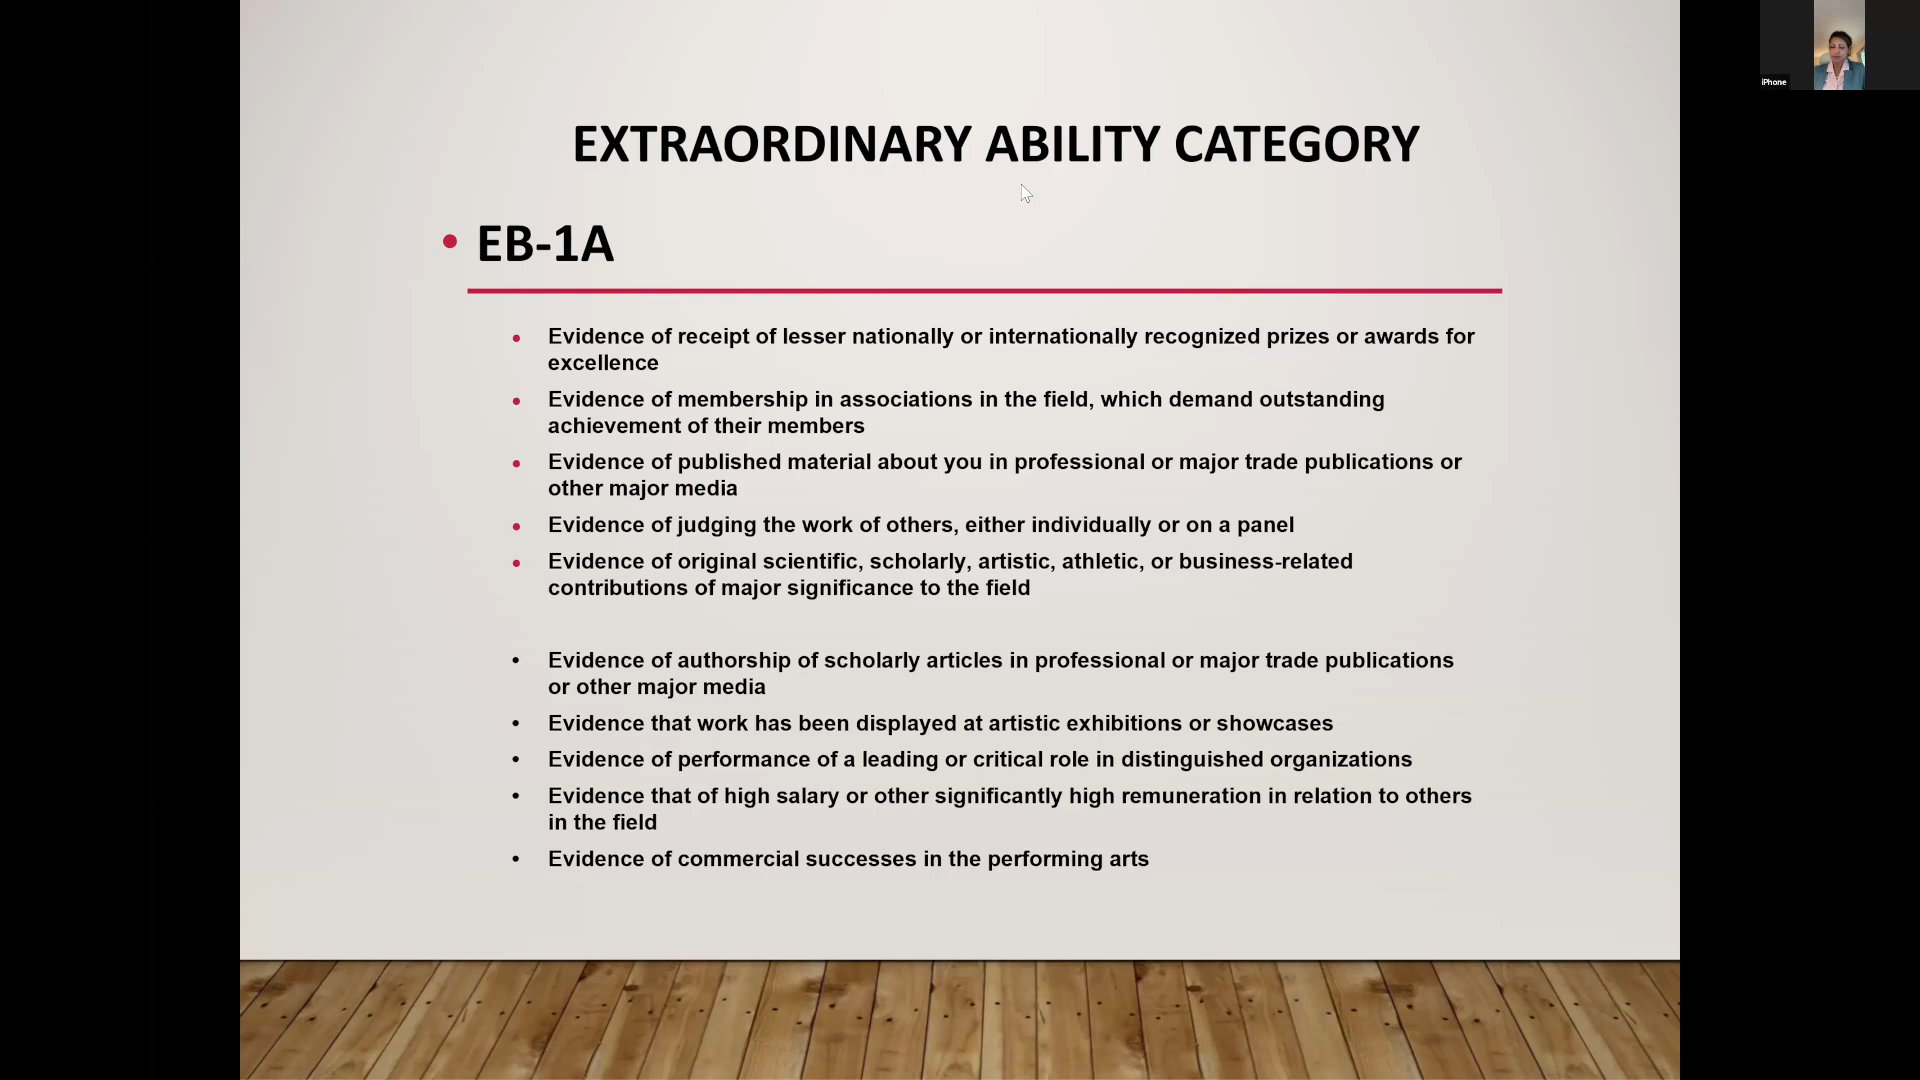 EXTRAORDINARY ABILITY CATEGORY
• EB-1A
• Evidence of receipt of lesser nationally or internationally recognized prizes or awards for
excellence
• Evidence of membership in associations in the field, which demand outstanding
achievement of their members
• Evidence of published material about you in professional or major trade publications or
other major media
• Evidence of judging the work of others, either individually or on a panel
• Evidence of original scientific, scholarly, artistic, athletic, or business-related
contributions of major significance to the field
• Evidence of authorship of scholarly articles in professional or major trade publications
or other major media
• Evidence that work has been displayed at artistic exhibitions or showcases
• Evidence of performance of a leading or critical role in distinguished organizations
• Evidence that of high salary or other significantly high remuneration in relation to others
in the field
• Evidence of commercial successes in the performing arts
iPhone